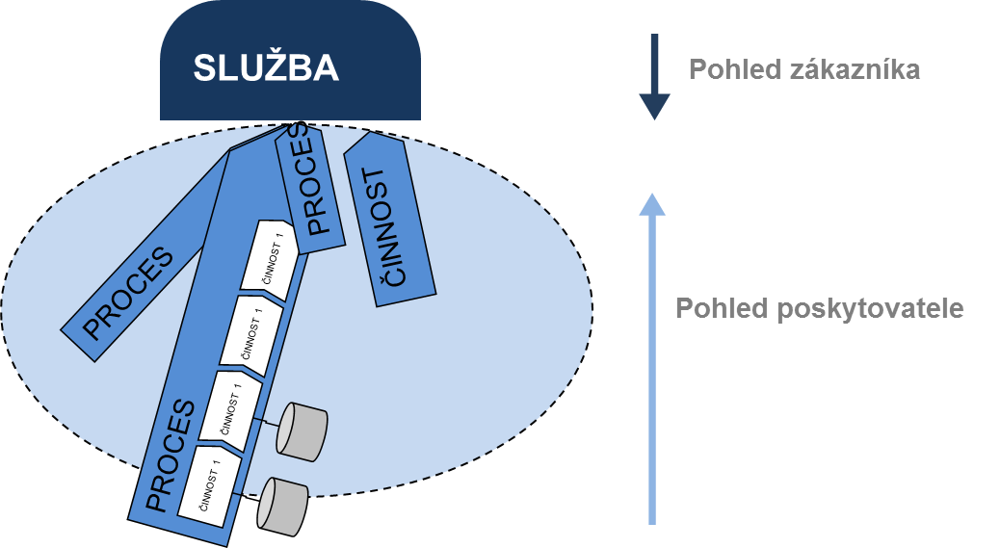 SLUŽBA
Pohled zákazníka
PROCES
PROCES
ČINNOST
PROCES
ČINNOST 1
ČINNOST 1
ČINNOST 1
ČINNOST 1
Pohled poskytovatele